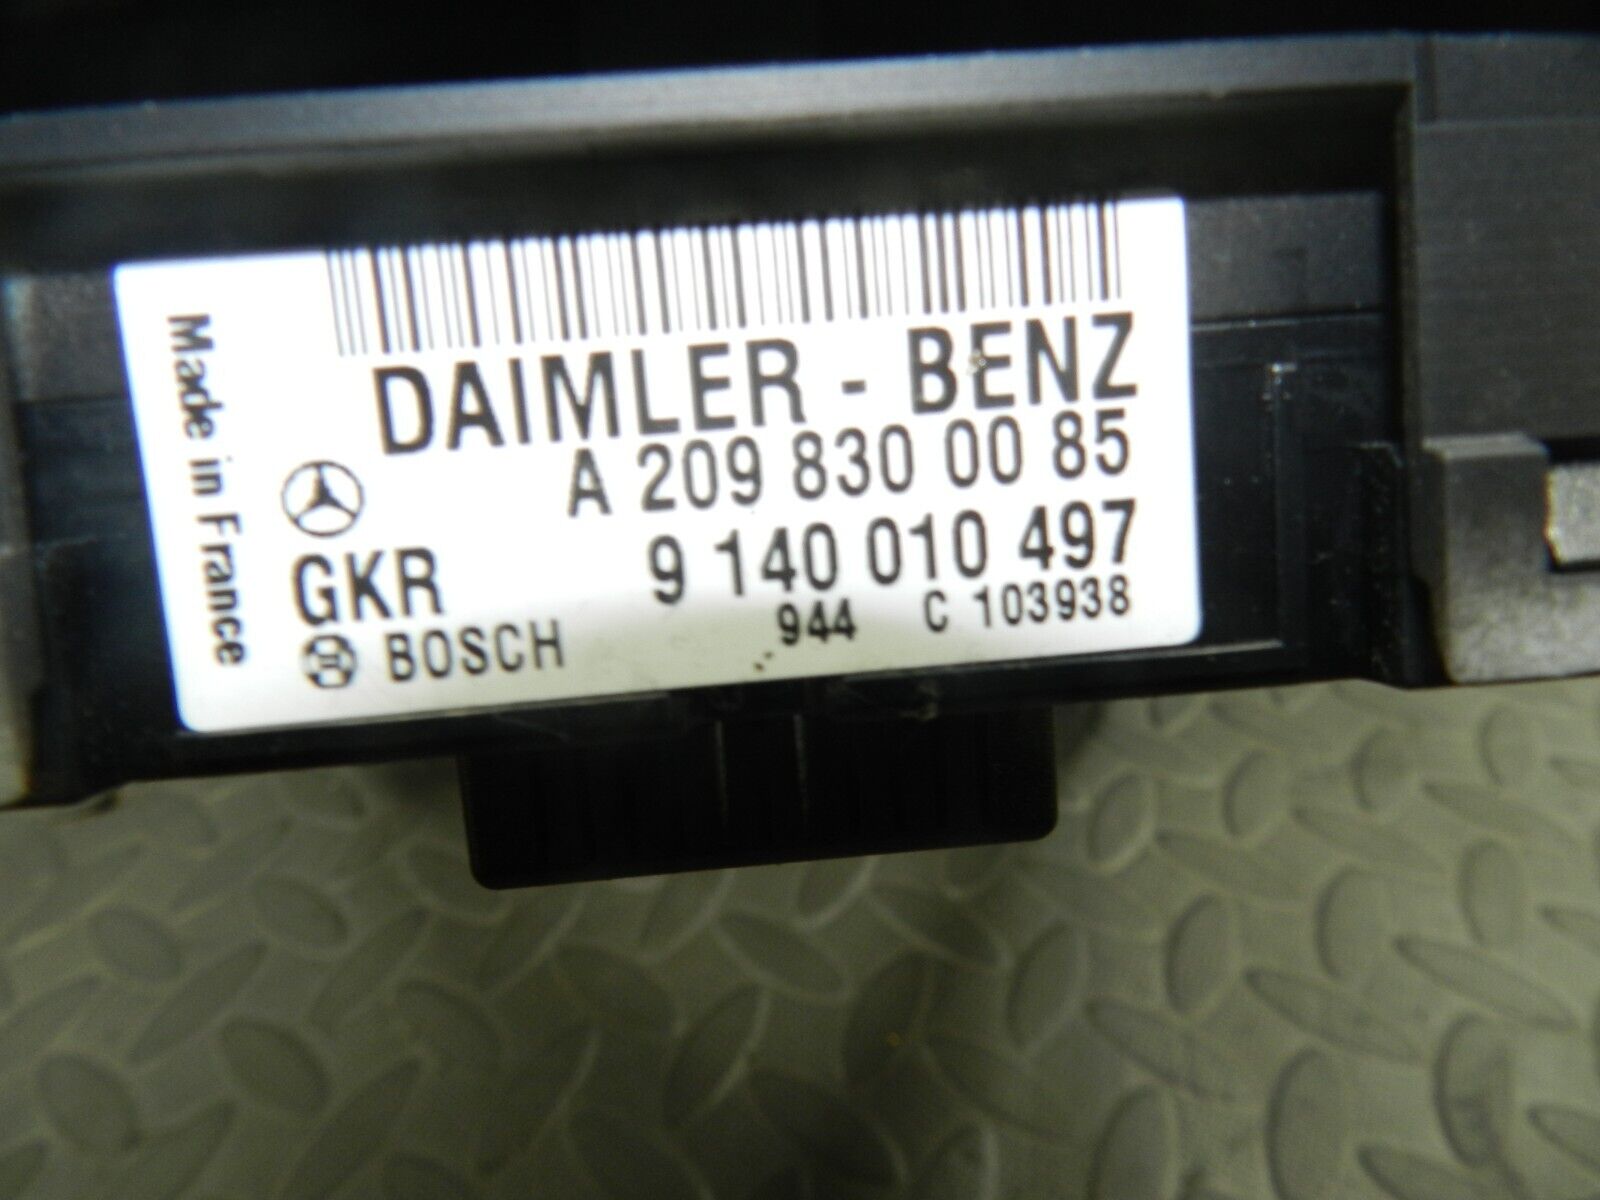 Made in France
DAIMLER - BENZ
A 209 830 00 85
GKR 9 140 010 497
BOSCH 944 C 103938